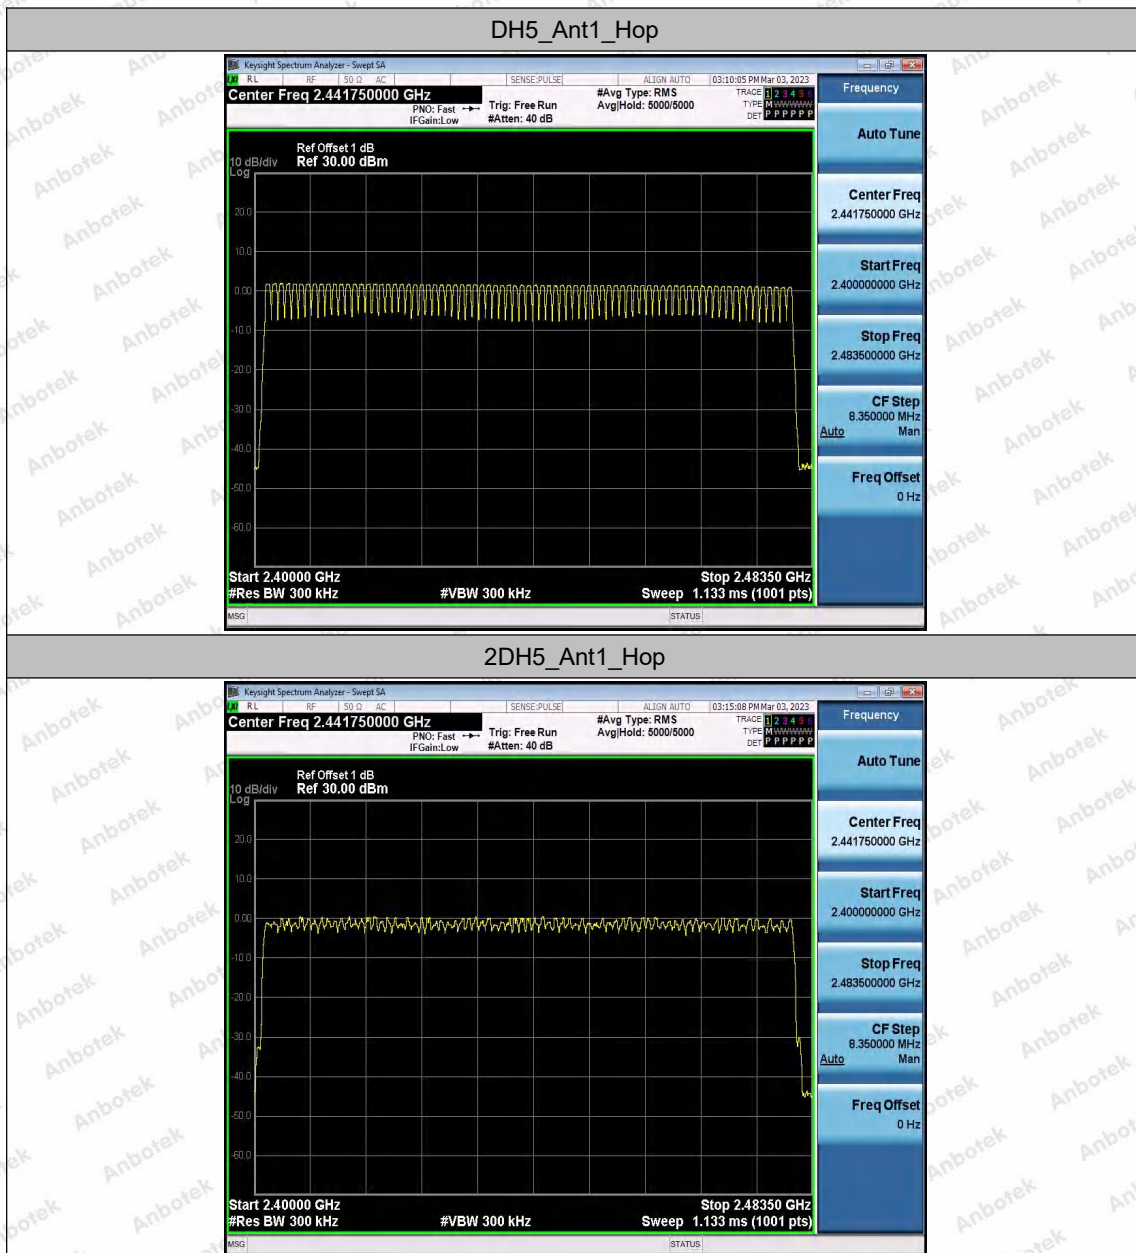 DH5_Ant1_Hop
Keysight Spectrum Analyzer - Swept SA
RL RF 50 Ω AC SENSE:PULSE ALIGN AUTO 03:10:05 PM Mar 03, 2023
Center Freq 2.441750000 GHz
PNO: Fast
IFGain:Low
Trig: Free Run
#Atten: 40 dB
#Avg Type: RMS
Avg|Hold: 5000/5000
TRACE 1 2 3 4 5 6
TYPE M W W W W W
DET P P P P P P
Ref Offset 1 dB
10 dB/div Ref 30.00 dBm
Log
20.0
10.0
0.00
-10.0
-20.0
-30.0
-40.0
-50.0
-60.0
Start 2.40000 GHz Stop 2.48350 GHz
#Res BW 300 kHz #VBW 300 kHz Sweep 1.133 ms (1001 pts)
MSG STATUS
Frequency
Auto Tune
Center Freq
2.441750000 GHz
Start Freq
2.400000000 GHz
Stop Freq
2.483500000 GHz
CF Step
8.350000 MHz
Auto Man
Freq Offset
0 Hz
2DH5_Ant1_Hop
Keysight Spectrum Analyzer - Swept SA
RL RF 50 Ω AC SENSE:PULSE ALIGN AUTO 03:15:08 PM Mar 03, 2023
Center Freq 2.441750000 GHz
PNO: Fast
IFGain:Low
Trig: Free Run
#Atten: 40 dB
#Avg Type: RMS
Avg|Hold: 5000/5000
TRACE 1 2 3 4 5 6
TYPE M W W W W W
DET P P P P P P
Ref Offset 1 dB
10 dB/div Ref 30.00 dBm
Log
20.0
10.0
0.00
-10.0
-20.0
-30.0
-40.0
-50.0
-60.0
Start 2.40000 GHz Stop 2.48350 GHz
#Res BW 300 kHz #VBW 300 kHz Sweep 1.133 ms (1001 pts)
MSG STATUS
Frequency
Auto Tune
Center Freq
2.441750000 GHz
Start Freq
2.400000000 GHz
Stop Freq
2.483500000 GHz
CF Step
8.350000 MHz
Auto Man
Freq Offset
0 Hz
Anbotek